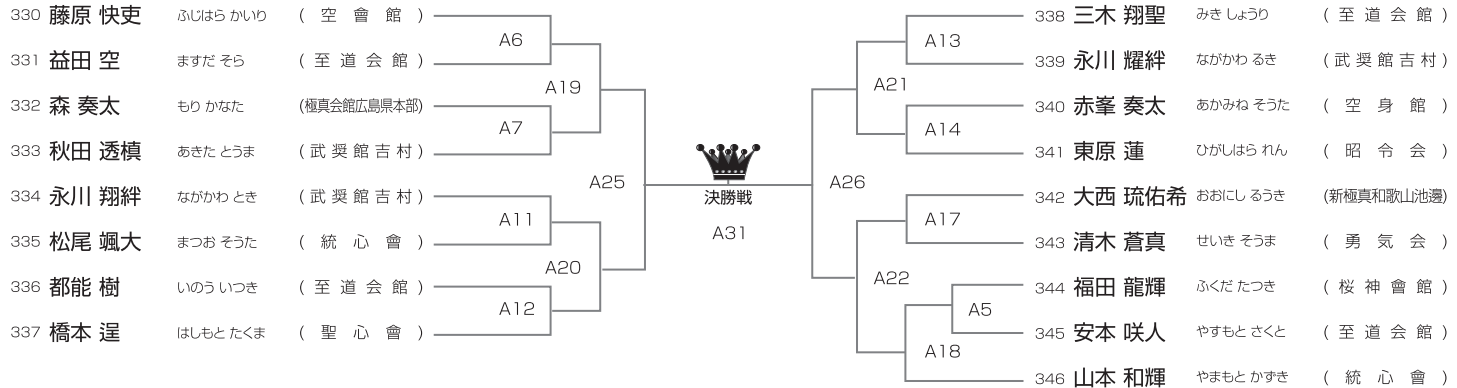 330 藤原 快吏 ふじはら かいり (空會館)
331 益田 空 ますだ そら (至道会館)
332 森 奏太 もり かなた (極真会館広島県本部)
333 秋田 透槙 あきた とうま (武奨館吉村)
334 永川 翔絆 ながかわ とき (武奨館吉村)
335 松尾 颯大 まつお そうた (統心會)
336 都能 樹 いのう いつき (至道会館)
337 橋本 逞 はしもと たくま (聖心會)
A6
A19
A7
A25
A11
A20
A12
決勝戦
A31
A13
A21
A14
A26
A17
A22
A5
A18
338 三木 翔聖 みき しょうり (至道会館)
339 永川 耀絆 ながかわ るき (武奨館吉村)
340 赤峯 奏太 あかみね そうた (空身館)
341 東原 蓮 ひがしはら れん (昭令会)
342 大西 琉佑希 おおにし るうき (新極真和歌山池邊)
343 清木 蒼真 せいき そうま (勇気会)
344 福田 龍輝 ふくだ たつき (桜神會館)
345 安本 咲人 やすもと さくと (至道会館)
346 山本 和輝 やまもと かずき (統心會)